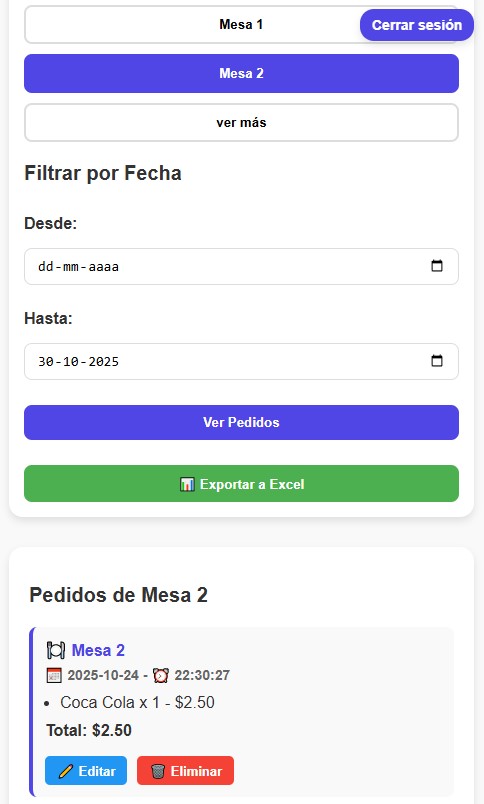 Mesa 1
Cerrar sesión
Mesa 2
ver más
Filtrar por Fecha
Desde:
dd-mm-aaaa
Hasta:
30-10-2025
Ver Pedidos
📊 Exportar a Excel
Pedidos de Mesa 2
🍽️ Mesa 2
📅 2025-10-24 - ⏰ 22:30:27
• Coca Cola x 1 - $2.50
Total: $2.50
✏️ Editar
🗑️ Eliminar